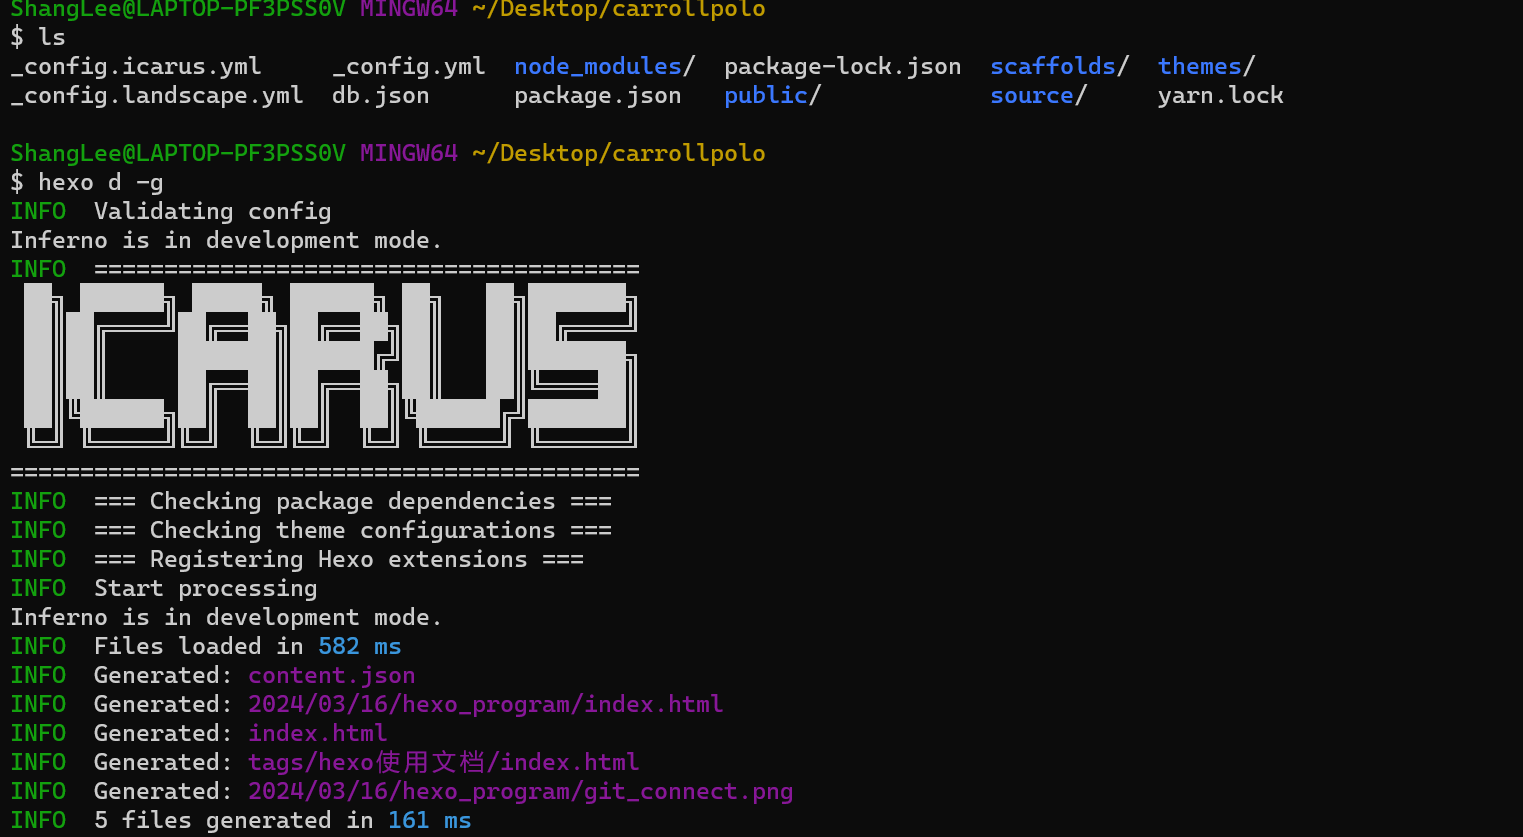 ShangLee@LAPTOP-PF3PSS0V MINGW64 ~/Desktop/carrollpolo
$ ls
_config.icarus.yml _config.yml node_modules/ package-lock.json scaffolds/ themes/
_config.landscape.yml db.json package.json public/ source/ yarn.lock
ShangLee@LAPTOP-PF3PSS0V MINGW64 ~/Desktop/carrollpolo
$ hexo d -g
INFO Validating config
Inferno is in development mode.
INFO =======================================
ICARUS
=============================================
INFO === Checking package dependencies ===
INFO === Checking theme configurations ===
INFO === Registering Hexo extensions ===
INFO Start processing
Inferno is in development mode.
INFO Files loaded in 582 ms
INFO Generated: content.json
INFO Generated: 2024/03/16/hexo_program/index.html
INFO Generated: index.html
INFO Generated: tags/hexo使用文档/index.html
INFO Generated: 2024/03/16/hexo_program/git_connect.png
INFO 5 files generated in 161 ms